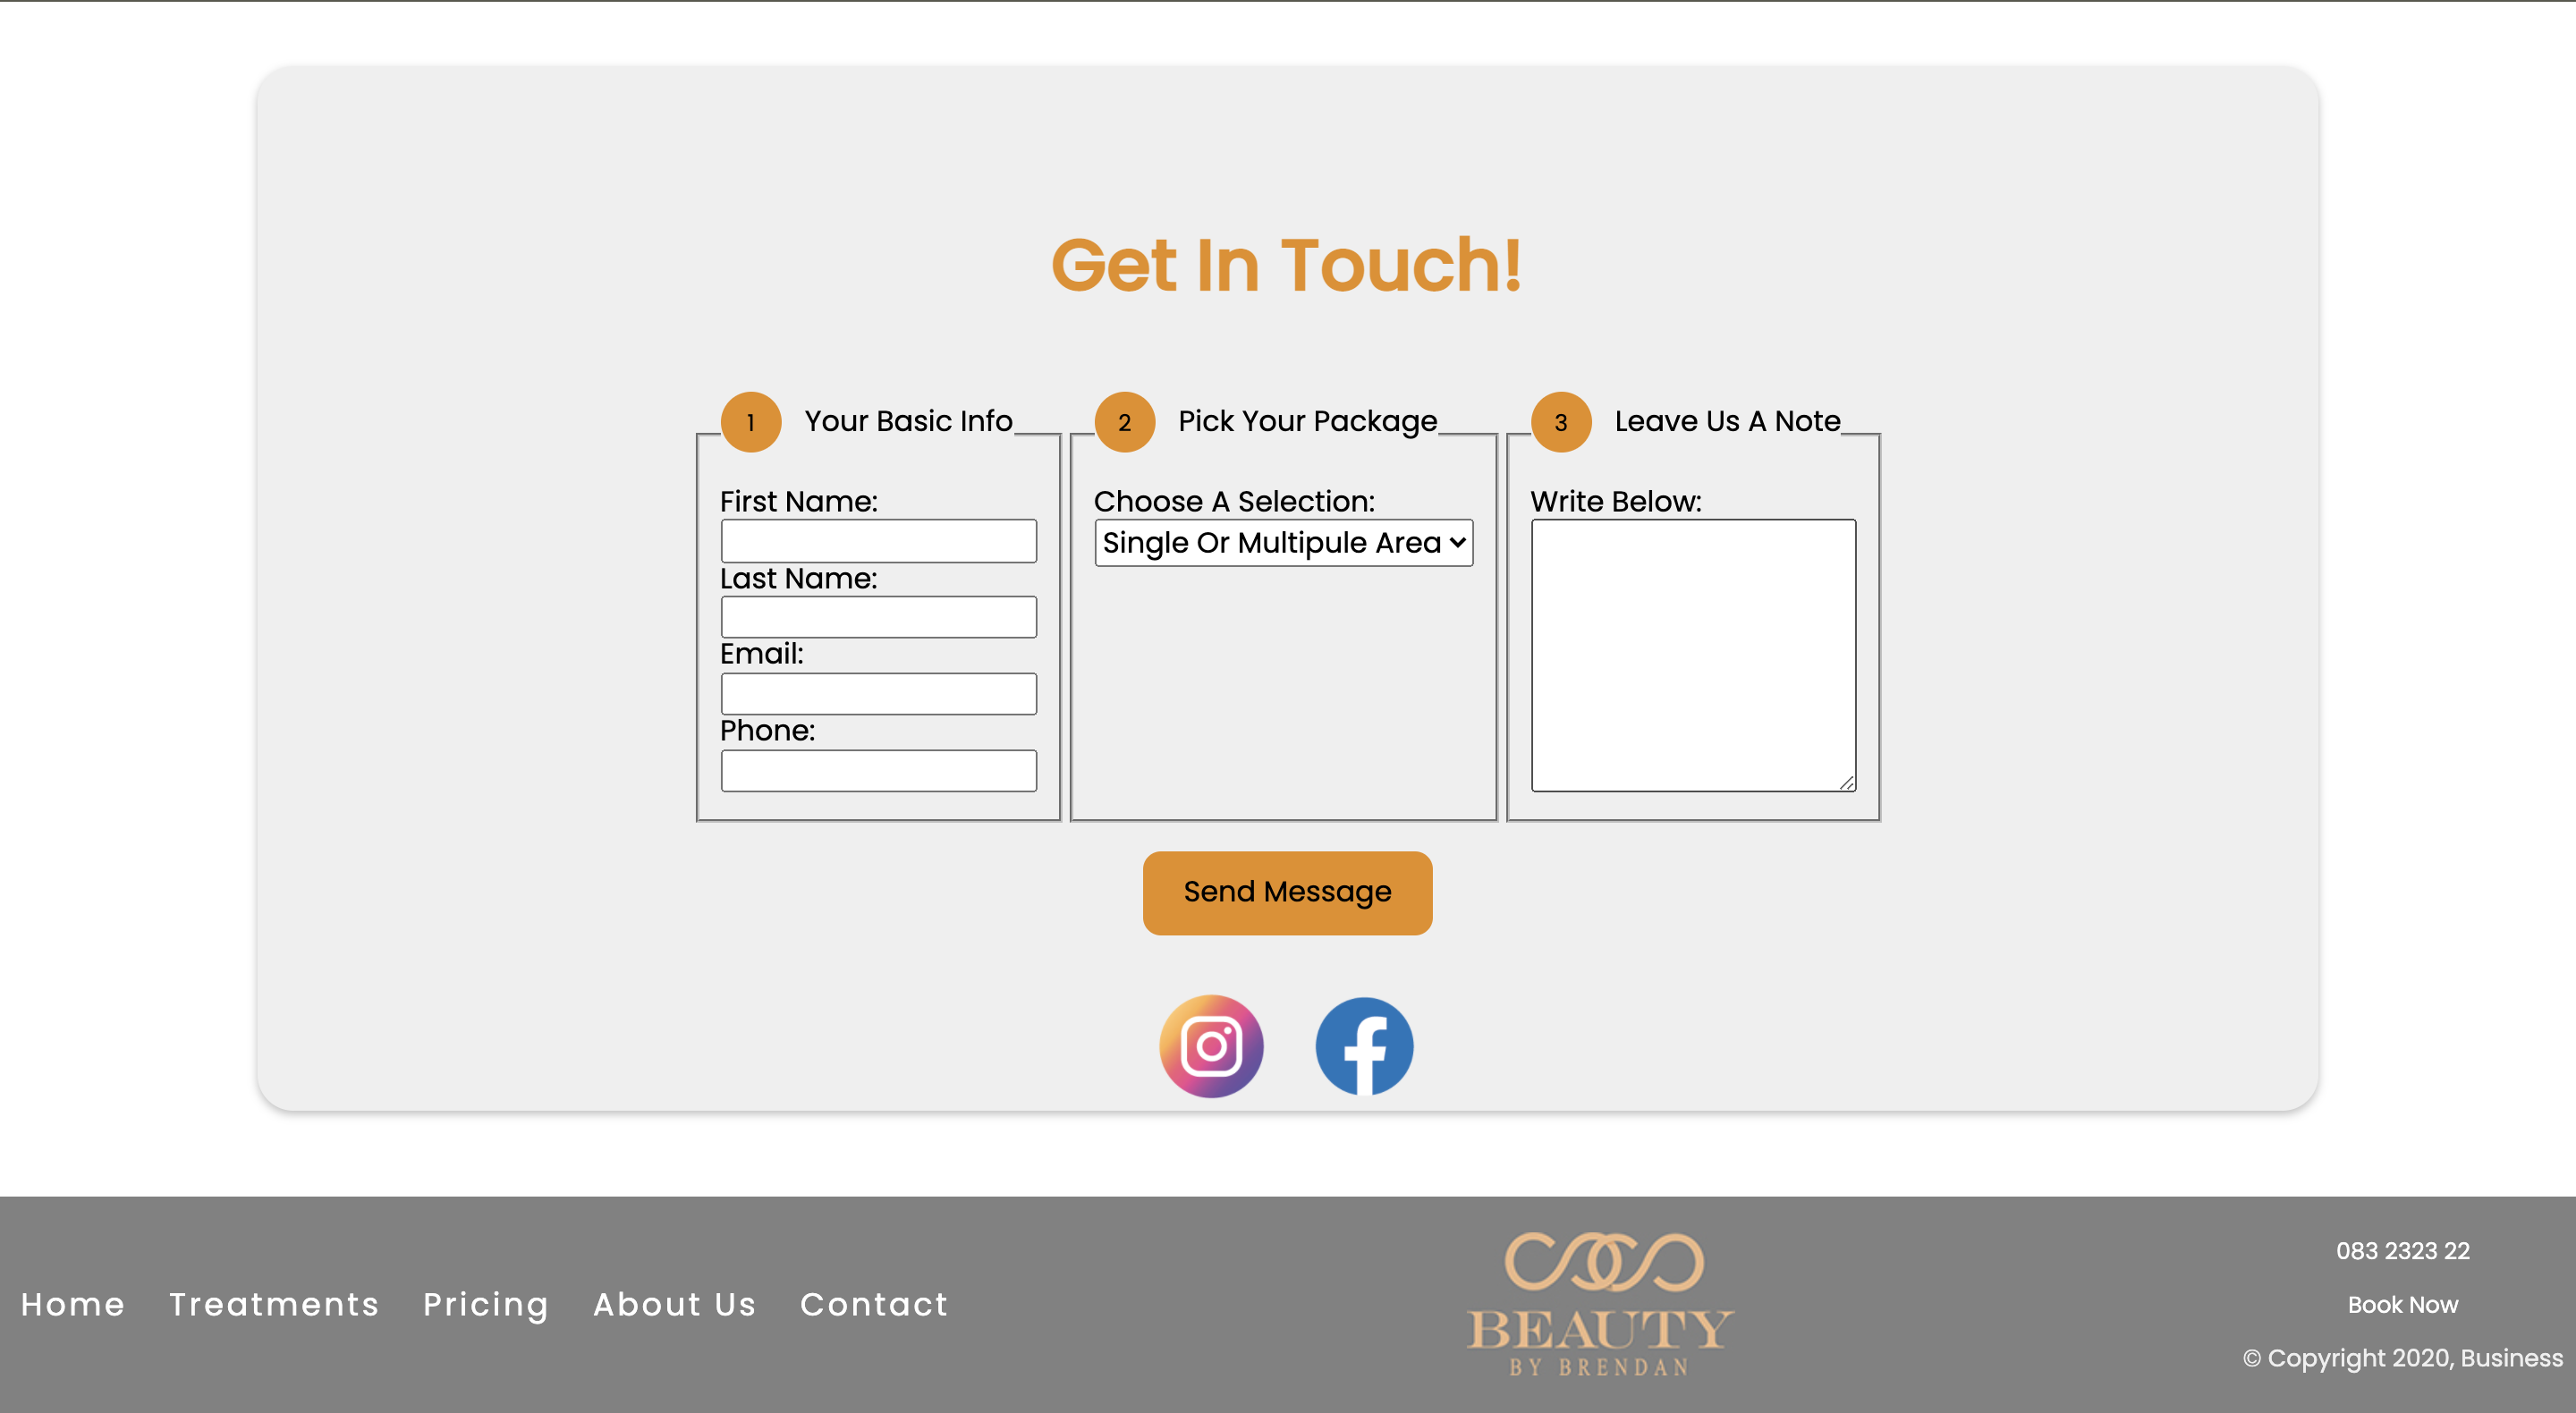 Get In Touch!
1 Your Basic Info
First Name:
Last Name:
Email:
Phone:
2 Pick Your Package
Choose A Selection:
Single Or Multipule Area
3 Leave Us A Note
Write Below:
Send Message
Home Treatments Pricing About Us Contact
BEAUTY
BY BRENDAN
083 2323 22
Book Now
© Copyright 2020, Business